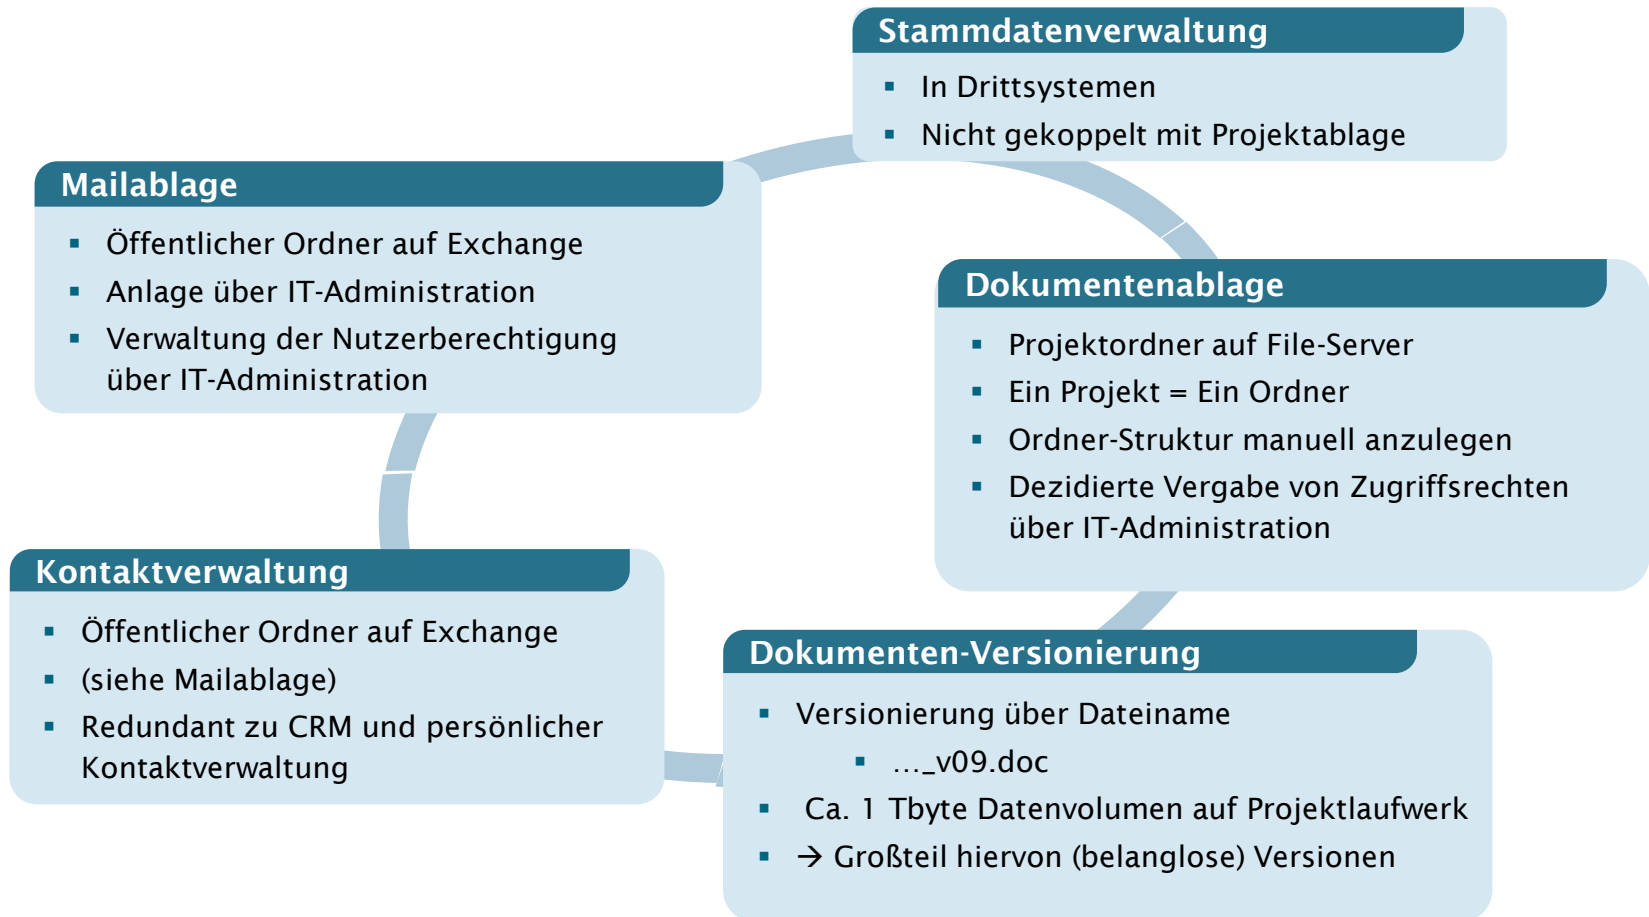 Stammdatenverwaltung
▪ In Drittsystemen
▪ Nicht gekoppelt mit Projektablage
Mailablage
▪ Öffentlicher Ordner auf Exchange
▪ Anlage über IT-Administration
▪ Verwaltung der Nutzerberechtigung
über IT-Administration
Dokumentenablage
▪ Projektordner auf File-Server
▪ Ein Projekt = Ein Ordner
▪ Ordner-Struktur manuell anzulegen
▪ Dezidierte Vergabe von Zugriffsrechten
über IT-Administration
Kontaktverwaltung
▪ Öffentlicher Ordner auf Exchange
▪ (siehe Mailablage)
▪ Redundant zu CRM und persönlicher
Kontaktverwaltung
Dokumenten-Versionierung
▪ Versionierung über Dateiname
▪ …_v09.doc
▪ Ca. 1 Tbyte Datenvolumen auf Projektlaufwerk
▪ → Großteil hiervon (belanglose) Versionen